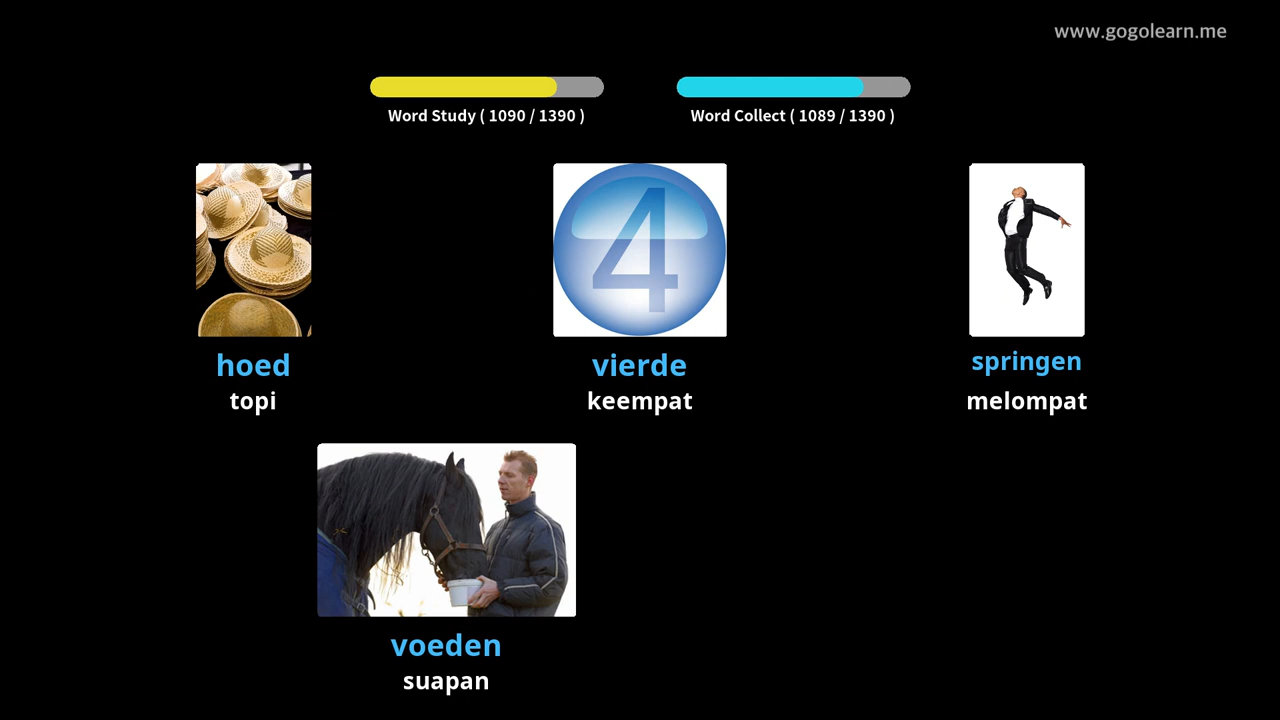 www.gogolearn.me
Word Study ( 1090 / 1390 )
Word Collect ( 1089 / 1390 )
4
hoed
vierde
springen
topi
keempat
melompat
voeden
suapan